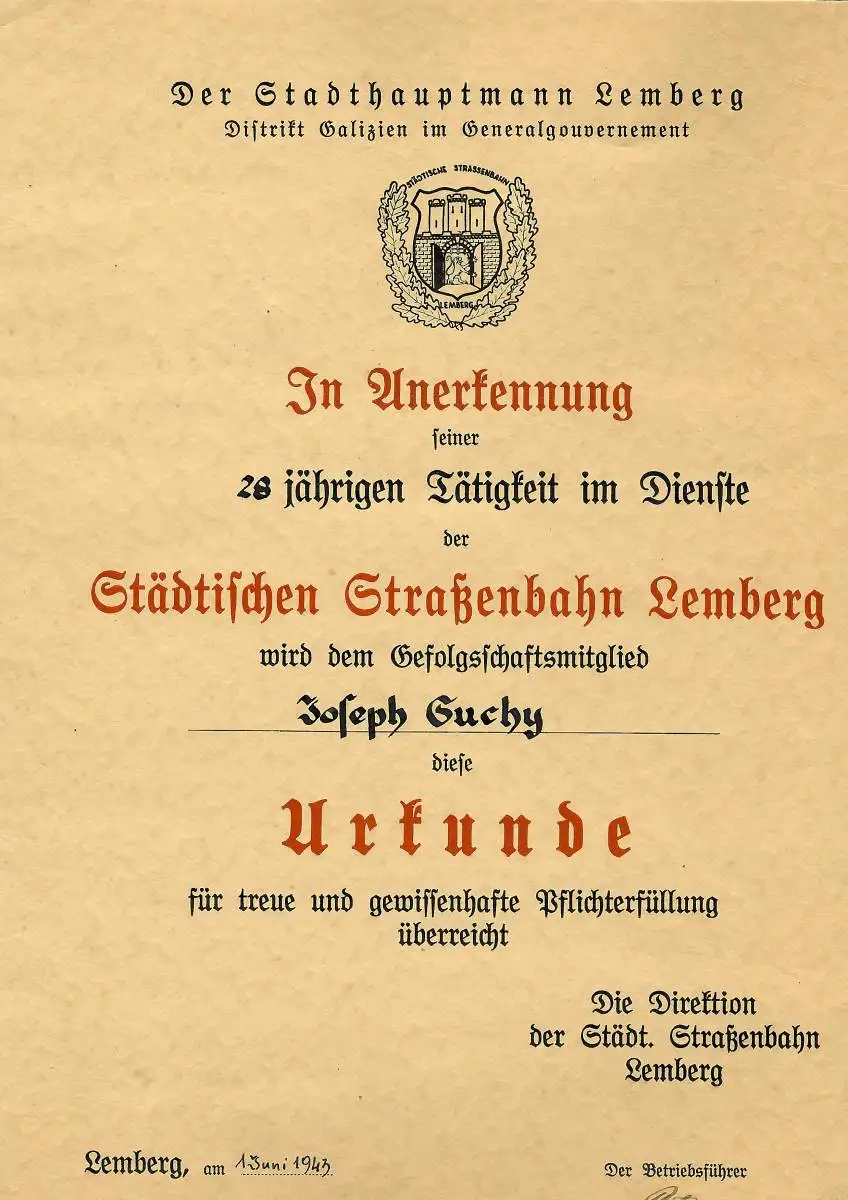 Der Stadthauptmann Lemberg
Distrikt Galizien im Generalgouvernement
STÄDTISCHE STRASSENBAHN
LEMBERG
In Anerkennung
seiner
28 jährigen Tätigkeit im Dienste
der
Städtischen Straßenbahn Lemberg
wird dem Gefolgsschaftsmitglied
Joseph Suchy
diese
Urkunde
für treue und gewissenhafte Pflichterfüllung
überreicht
Die Direktion
der Städt. Straßenbahn
Lemberg
Lemberg, am 1 Juni 1943
Der Betriebsführer